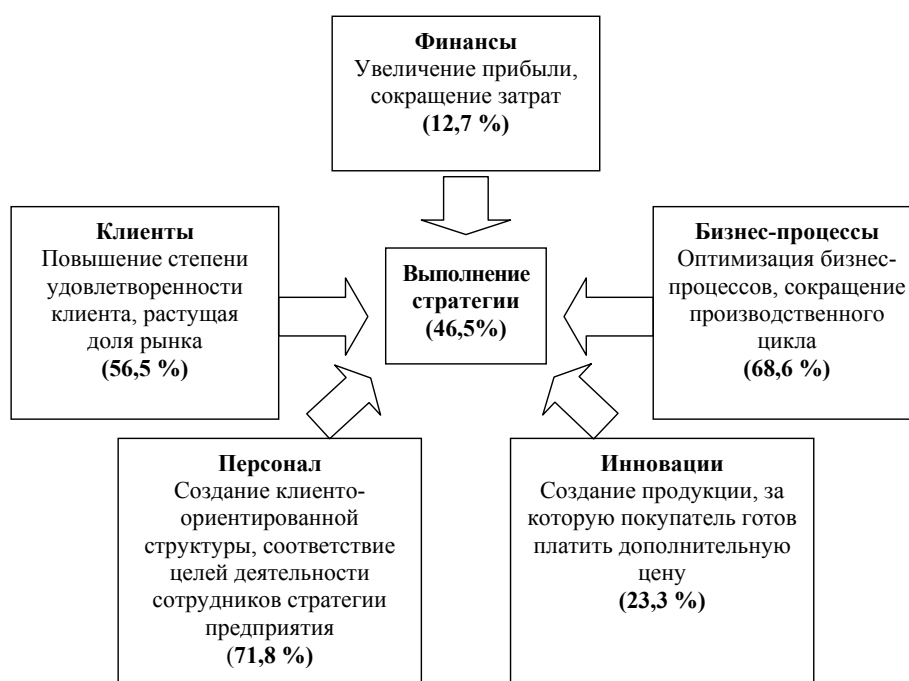 Финансы
Увеличение прибыли,
сокращение затрат
(12,7 %)
Клиенты
Повышение степени
удовлетворенности
клиента, растущая
доля рынка
(56,5 %)
Выполнение
стратегии
(46,5%)
Бизнес-процессы
Оптимизация бизнес-
процессов, сокращение
производственного
цикла
(68,6 %)
Персонал
Создание клиенто-
ориентированной
структуры, соответствие
целей деятельности
сотрудников стратегии
предприятия
(71,8 %)
Инновации
Создание продукции, за
которую покупатель готов
платить дополнительную
цену
(23,3 %)